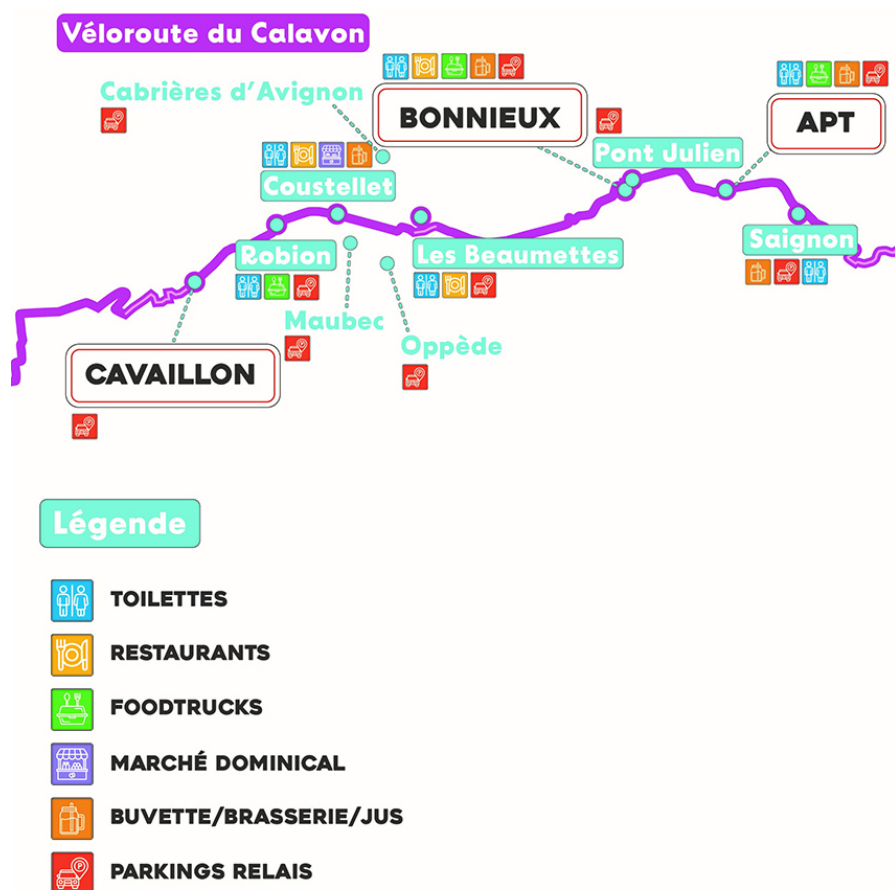 Véloroute du Calavon
Cabrières d'Avignon
BONNIEUX
APT
Pont Julien
Coustellet
Robion
Les Beaumettes
Saignon
Maubec
Oppède
CAVAILLON
Légende
TOILETTES
RESTAURANTS
FOODTRUCKS
MARCHÉ DOMINICAL
BUVETTE/BRASSERIE/JUS
PARKINGS RELAIS